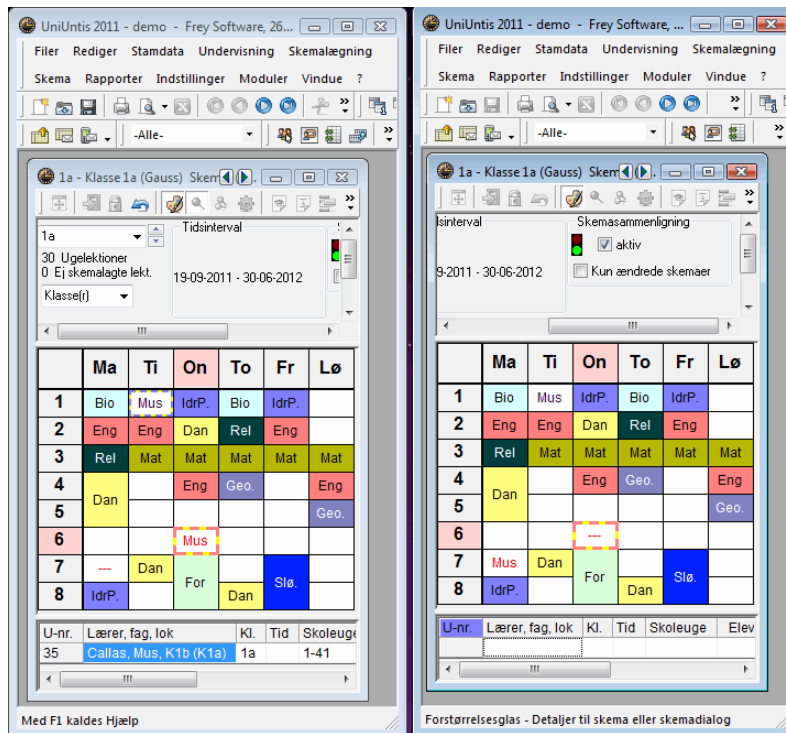 UniUntis 2011 - demo - Frey Software, 26...
Filer Rediger Stamdata Undervisning Skemalægning
Skema Rapporter Indstillinger Moduler Vindue ?
-Alle-
1a - Klasse 1a (Gauss) Skem
1a
Tidsinterval
30 Ugelektioner
0 Ej skemalagte lekt.
19-09-2011 - 30-06-2012
Klasse(r)
Ma Ti On To Fr Lø
1 Bio Mus IdrP. Bio IdrP.
2 Eng Eng Dan Rel Eng
3 Rel Mat Mat Mat Mat Mat
4 Dan Eng Geo. Eng
5 Geo.
6 Mus
7 --- Dan For Slø.
8 IdrP. Dan
U-nr. Lærer, fag, lok Kl. Tid Skoleuge
35 Callas, Mus, K1b (K1a) 1a 1-41
Med F1 kaldes Hjælp
UniUntis 2011 - demo - Frey Software, ...
Filer Rediger Stamdata Undervisning Skemalægning
Skema Rapporter Indstillinger Moduler Vindue ?
-Alle-
1a - Klasse 1a (Gauss) Skem
lsinterval
Skemasammenligning
aktiv
9-2011 - 30-06-2012
Kun ændrede skemaer
Ma Ti On To Fr Lø
1 Bio Mus IdrP. Bio IdrP.
2 Eng Eng Dan Rel Eng
3 Rel Mat Mat Mat Mat Mat
4 Dan Eng Geo. Eng
5 Geo.
6 ---
7 Mus Dan For Slø.
8 IdrP. Dan
U-nr. Lærer, fag, lok Kl. Tid Skoleuge Elev
Forstørrelsesglas - Detaljer til skema eller skemadialog